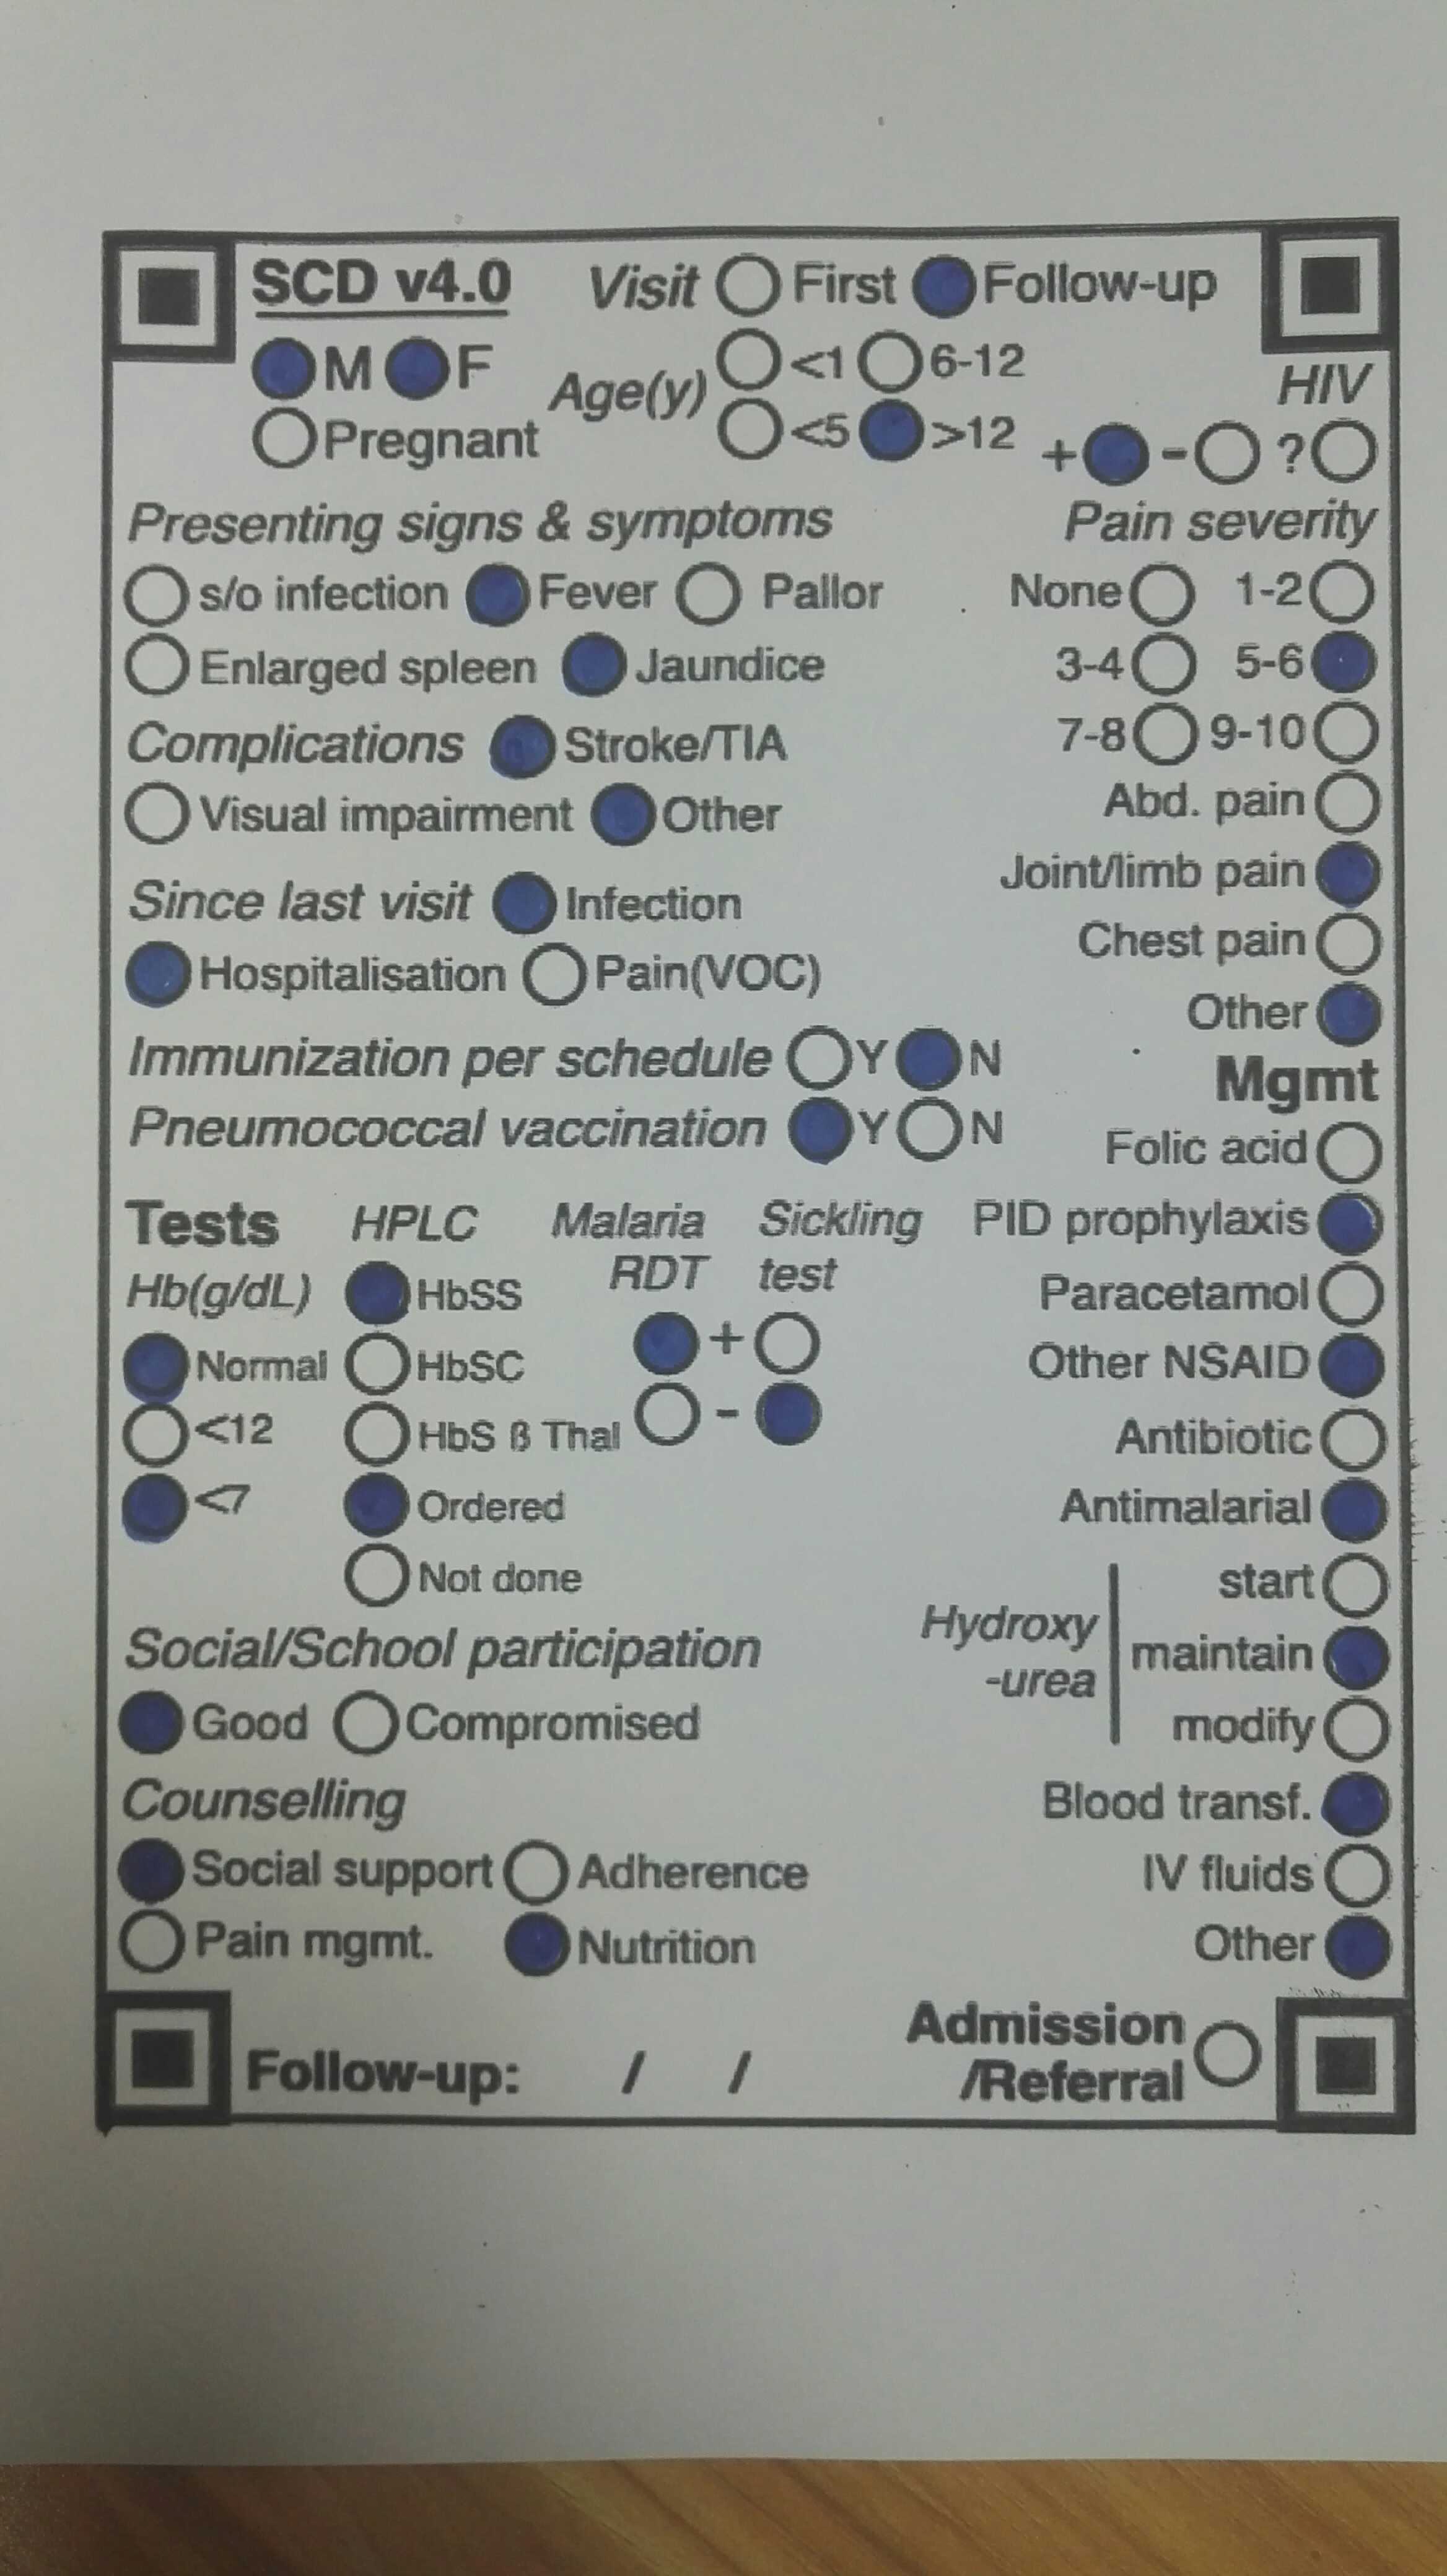 SCD v4.0 Visit First Follow-up
M F Age(y) <1 6-12 HIV
Pregnant <5 >12 + - ?
Presenting signs & symptoms Pain severity
s/o infection Fever Pallor None 1-2
Enlarged spleen Jaundice 3-4 5-6
Complications Stroke/TIA 7-8 9-10
Visual impairment Other Abd. pain
Joint/limb pain
Since last visit Infection Chest pain
Hospitalisation Pain(VOC) Other
Immunization per schedule Y N Mgmt
Pneumococcal vaccination Y N Folic acid
Tests HPLC Malaria Sickling PID prophylaxis
Hb(g/dL) HbSS RDT test Paracetamol
Normal HbSC + Other NSAID
<12 HbS ß Thal - Antibiotic
<7 Ordered Antimalarial
Not done start
Social/School participation Hydroxy
-urea maintain
Good Compromised modify
Counselling Blood transf.
Social support Adherence IV fluids
Pain mgmt. Nutrition Other
Follow-up: / / Admission
/Referral